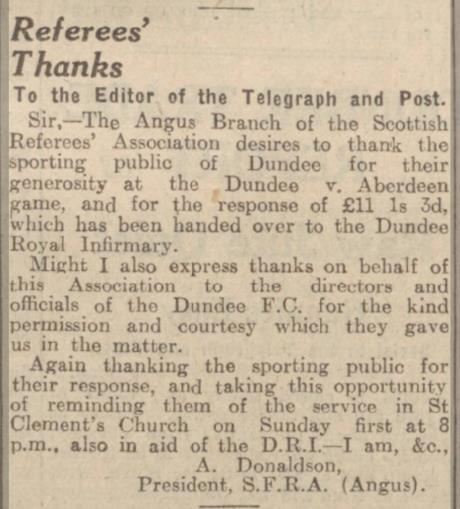 Referees'
Thanks
To the Editor of the Telegraph and Post.
Sir,—The Angus Branch of the Scottish
Referees' Association desires to thank the
sporting public of Dundee for their
generosity at the Dundee v. Aberdeen
game, and for the response of £11 1s 3d,
which has been handed over to the Dundee
Royal Infirmary.
Might I also express thanks on behalf of
this Association to the directors and
officials of the Dundee F.C. for the kind
permission and courtesy which they gave
us in the matter.
Again thanking the sporting public for
their response, and taking this opportunity
of reminding them of the service in St
Clement's Church on Sunday first at 8
p.m., also in aid of the D.R.I.—I am, &c.,
A. Donaldson,
President, S.F.R.A. (Angus).